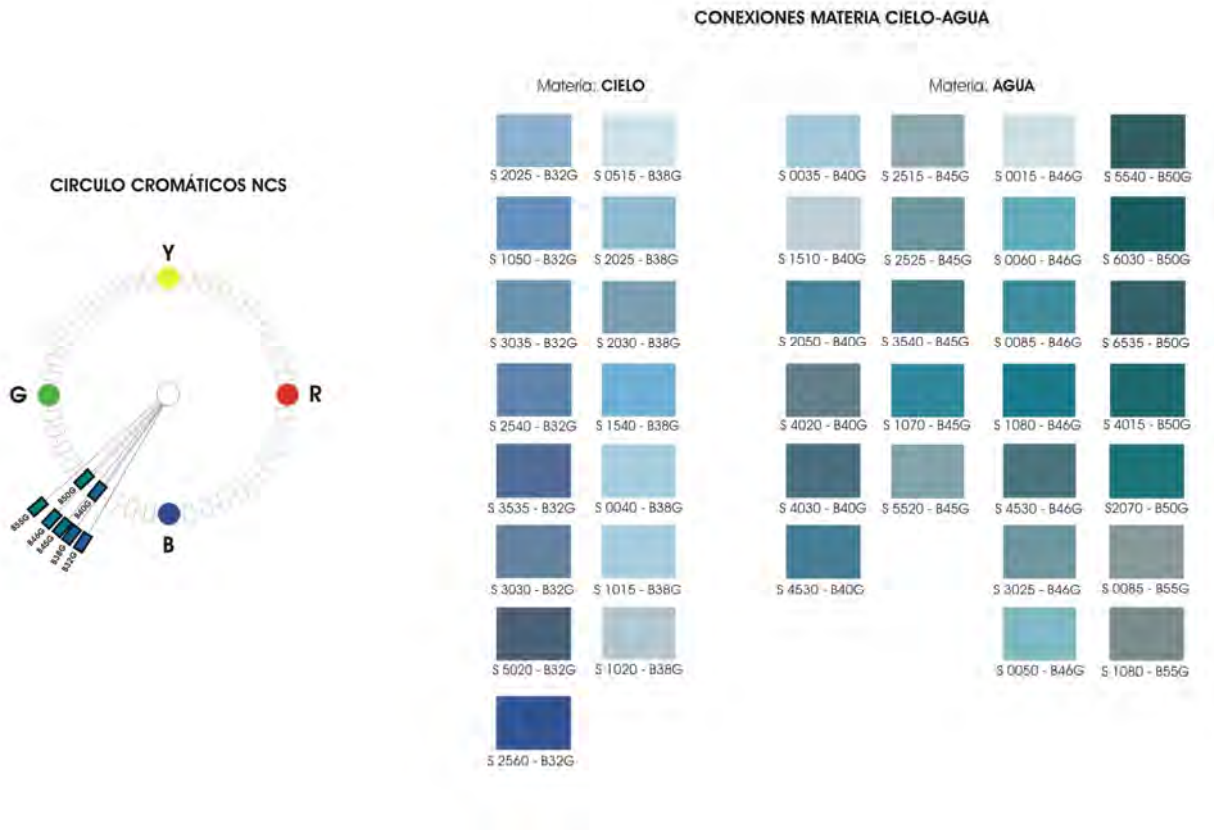 CONEXIONES MATERIA CIELO-AGUA
Materia: CIELO
Materia: AGUA
S 2025 - B32G S 0515 - B38G
S 0035 - B40G S 2515 - B45G S 0015 - B46G S 5540 - B50G
CIRCULO CROMÁTICOS NCS
S 1050 - B32G S 2025 - B38G
S 1510 - B40G S 2525 - B45G S 0060 - B46G S 6030 - B50G
Y
S 3035 - B32G S 2030 - B38G
S 2050 - B40G S 3540 - B45G S 0085 - B46G S 6535 - B50G
G
R
S 2540 - B32G S 1540 - B38G
S 4020 - B40G S 1070 - B45G S 1080 - B46G S 4015 - B50G
S 3535 - B32G S 0040 - B38G
S 4030 - B40G S 5520 - B45G S 4530 - B46G S2070 - B50G
B50G
B40G
B55G
B46G
B45G
B38G
B32G
B
S 3030 - B32G S 1015 - B38G
S 4530 - B40G S 3025 - B46G S 0085 - B55G
S 5020 - B32G S 1020 - B38G
S 0050 - B46G S 1080 - B55G
S 2560 - B32G